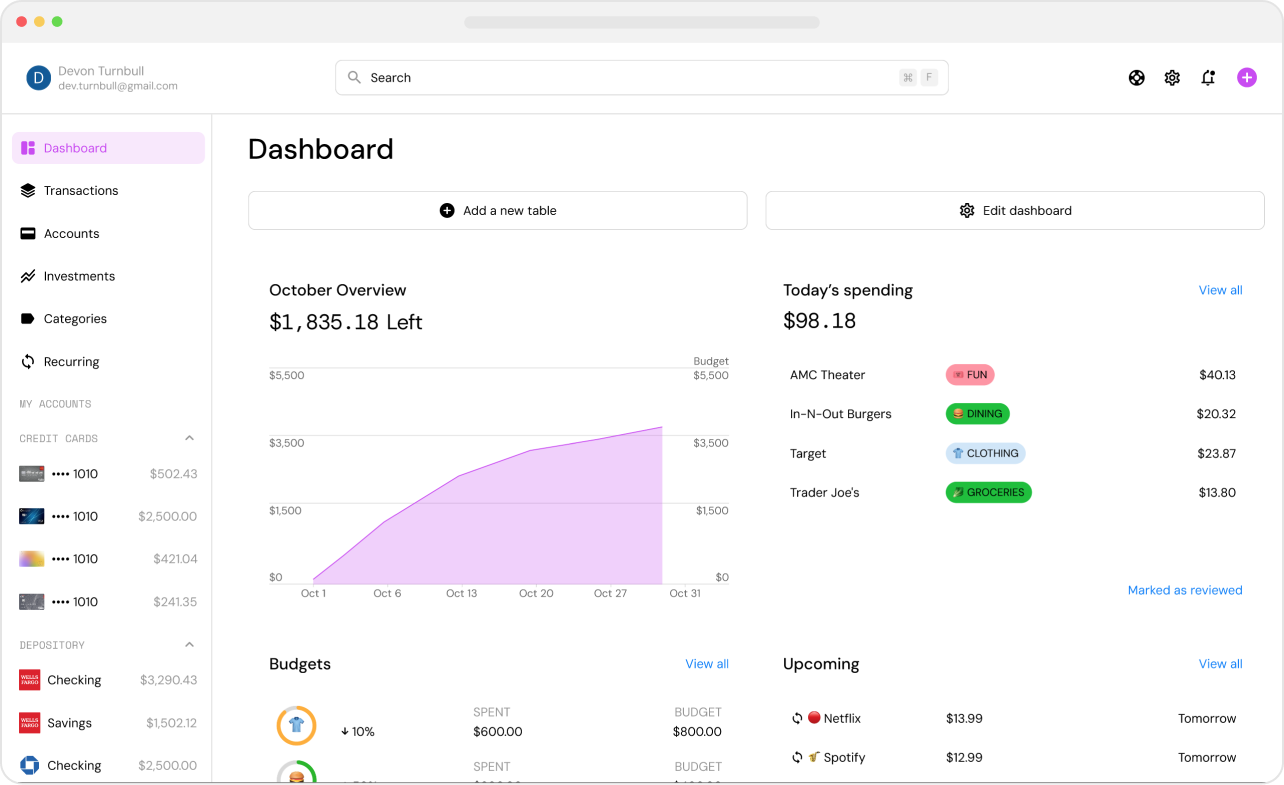 D
Devon Turnbull
dev.turnbull@gmail.com
Search
⌘ F
Dashboard
Transactions
Accounts
Investments
Categories
Recurring
MY ACCOUNTS
CREDIT CARDS
•••• 1010 $502.43
•••• 1010 $2,500.00
•••• 1010 $421.04
•••• 1010 $241.35
DEPOSITORY
WELLS FARGO Checking $3,290.43
WELLS FARGO Savings $1,502.12
Checking $2,500.00
Dashboard
Add a new table
Edit dashboard
October Overview
$1,835.18 Left
Budget
$5,500 $5,500
$3,500 $3,500
$1,500 $1,500
$0 $0
Oct 1 Oct 6 Oct 13 Oct 20 Oct 27 Oct 31
Today’s spending View all
$98.18
AMC Theater FUN $40.13
In-N-Out Burgers DINING $20.32
Target CLOTHING $23.87
Trader Joe's GROCERIES $13.80
Marked as reviewed
Budgets View all
SPENT BUDGET
10% $600.00 $800.00
SPENT BUDGET
Upcoming View all
Netflix $13.99 Tomorrow
Spotify $12.99 Tomorrow